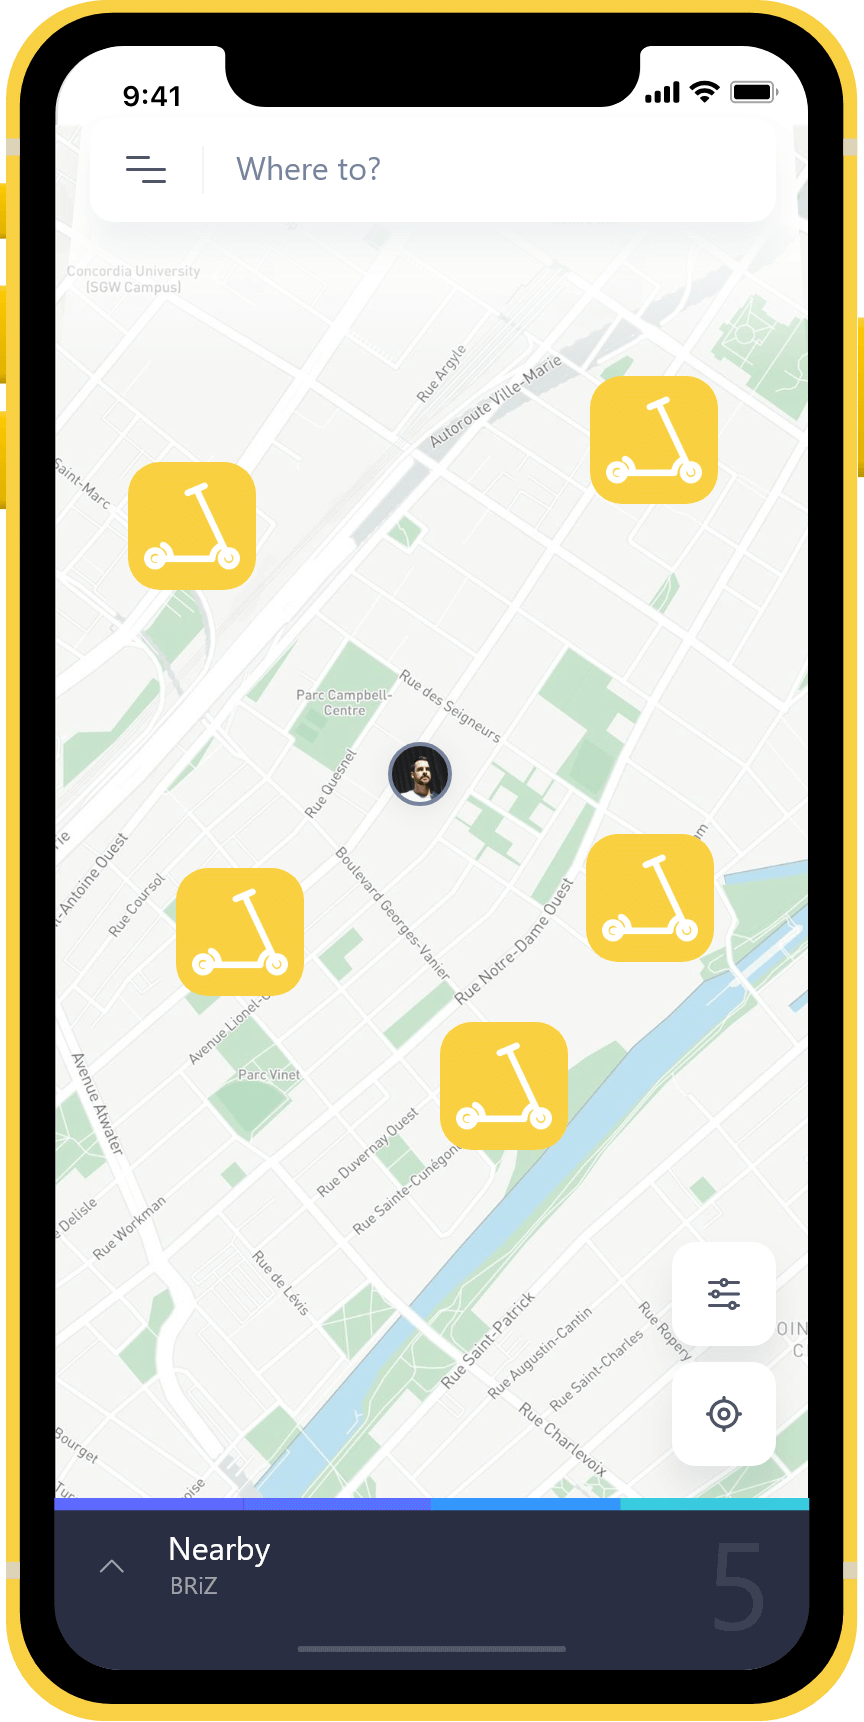 9:41
Where to?
Concordia University
(SGW Campus)
Rue Argyle
Autoroute Ville-Marie
Saint-Marc
Parc Campbell-
Centre
Rue des Seigneurs
Rue Quesnel
Rue Coursol
Boulevard Georges-Vanier
Rue Notre-Dame Ouest
Avenue Lionel-G
Parc Vinet
Avenue Atwater
Rue Duvernay Ouest
Rue Sainte-Cunégon
e Delisle
Rue Workman
Rue de Lévis
Rue Saint-Patrick
Rue Augustin-Cantin
Rue Saint-Charles
Rue Ropery
OIN
C
Rue Charlevoix
Bourget
Nearby
BRiZ
5